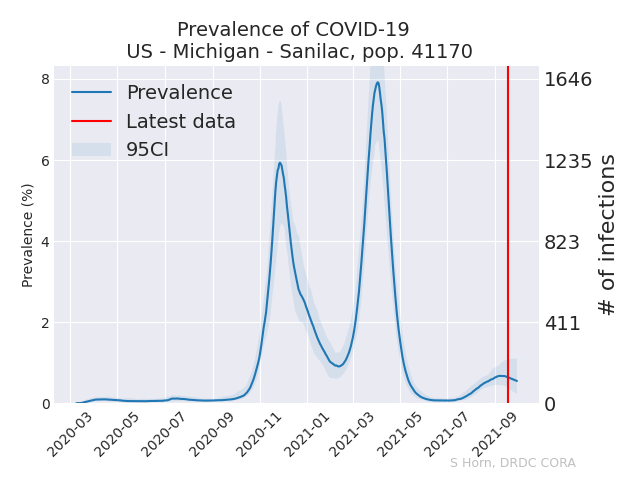 Prevalence of COVID-19
US - Michigan - Sanilac, pop. 41170
Prevalence
Latest data
95CI
Prevalence (%)
8
6
4
2
0
1646
1235
823
411
0
# of infections
2020-03
2020-05
2020-07
2020-09
2020-11
2021-01
2021-03
2021-05
2021-07
2021-09
S Horn, DRDC CORA